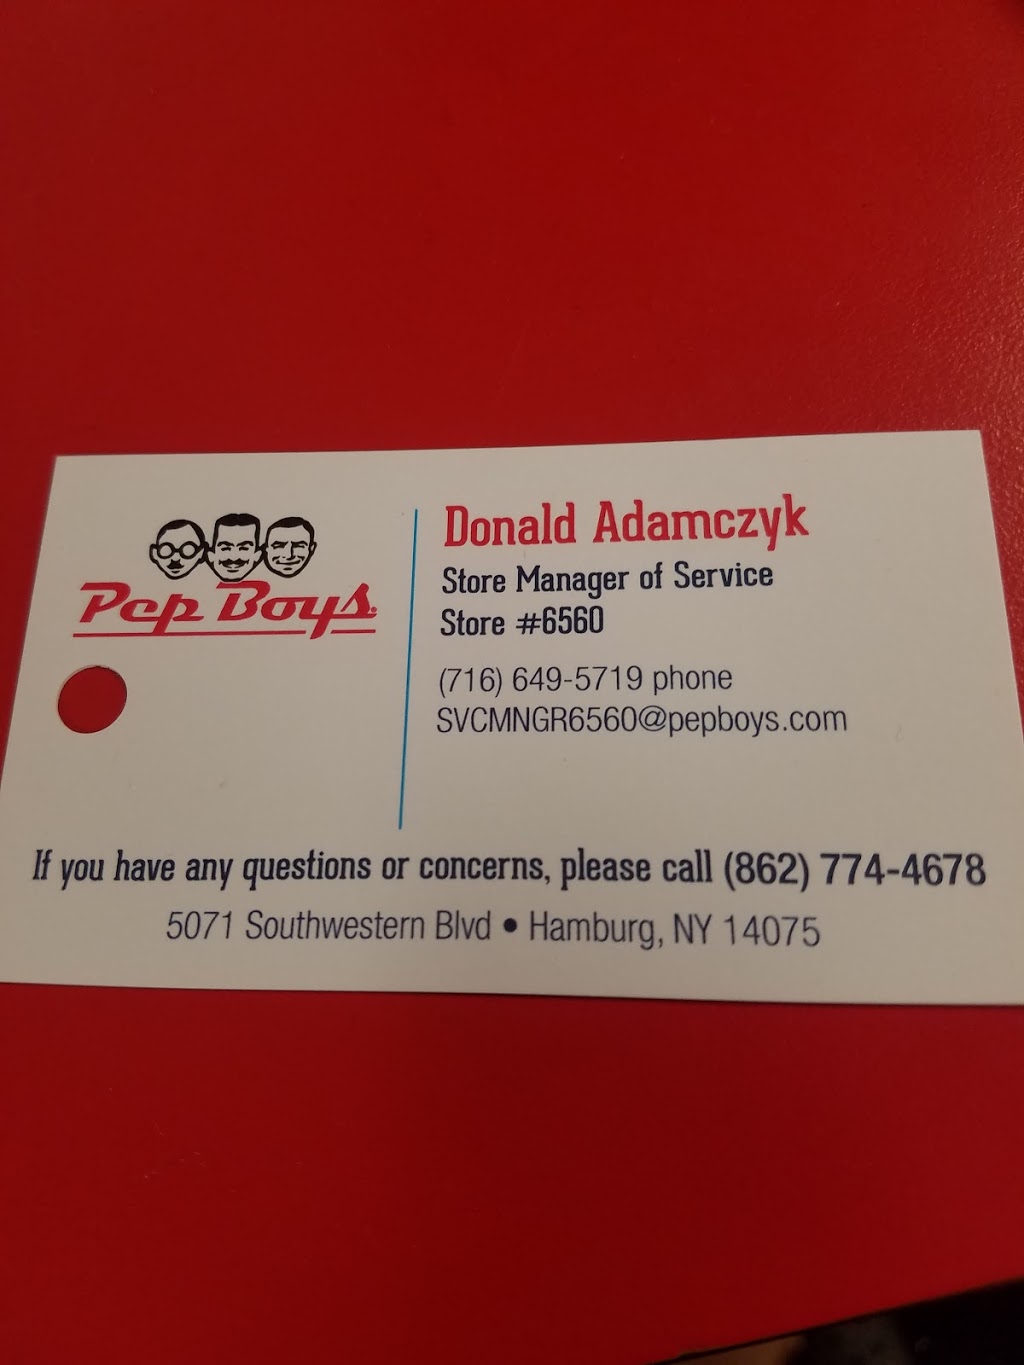 Pep Boys
Donald Adamczyk
Store Manager of Service
Store #6560
(716) 649-5719 phone
SVCMNGR6560@pepboys.com
If you have any questions or concerns, please call (862) 774-4678
5071 Southwestern Blvd • Hamburg, NY 14075